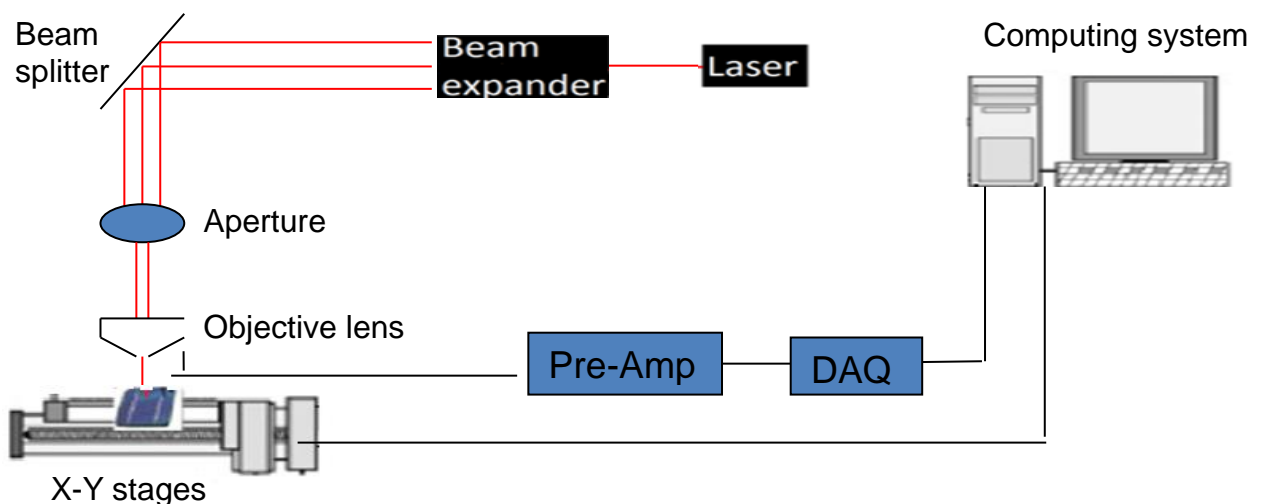 Beam
splitter
Beam
expander
Laser
Computing system
Aperture
Objective lens
Pre-Amp
DAQ
X-Y stages